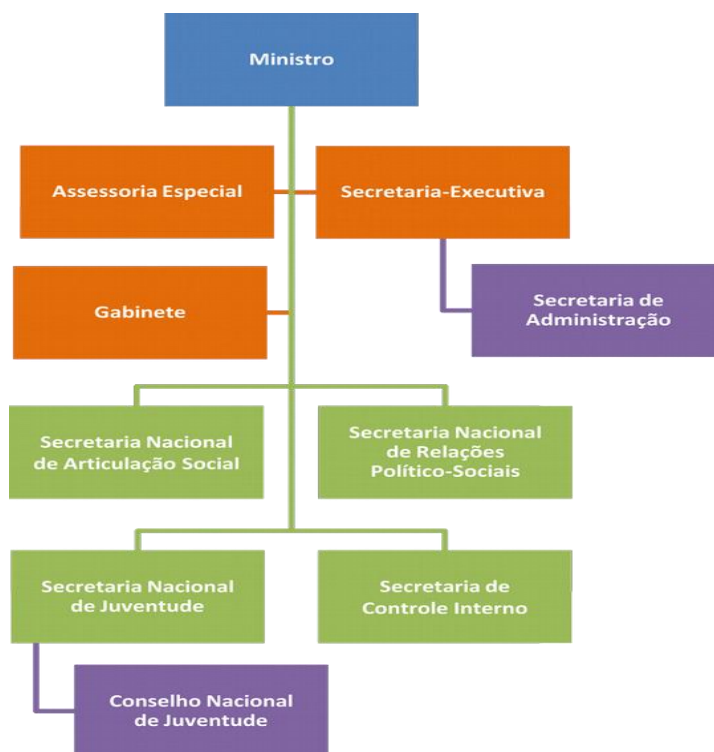 Ministro
Assessoria Especial
Secretaria-Executiva
Gabinete
Secretaria de
Administração
Secretaria Nacional
de Articulação Social
Secretaria Nacional
de Relações
Político-Sociais
Secretaria Nacional
de Juventude
Secretaria de
Controle Interno
Conselho Nacional
de Juventude